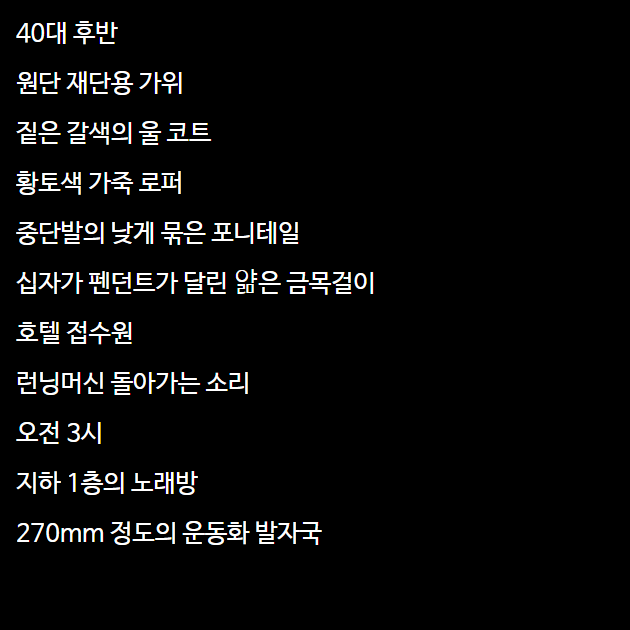 40대 후반
원단 재단용 가위
짙은 갈색의 울 코트
황토색 가죽 로퍼
중단발의 낮게 묶은 포니테일
십자가 펜던트가 달린 얇은 금목걸이
호텔 접수원
런닝머신 돌아가는 소리
오전 3시
지하 1층의 노래방
270mm 정도의 운동화 발자국